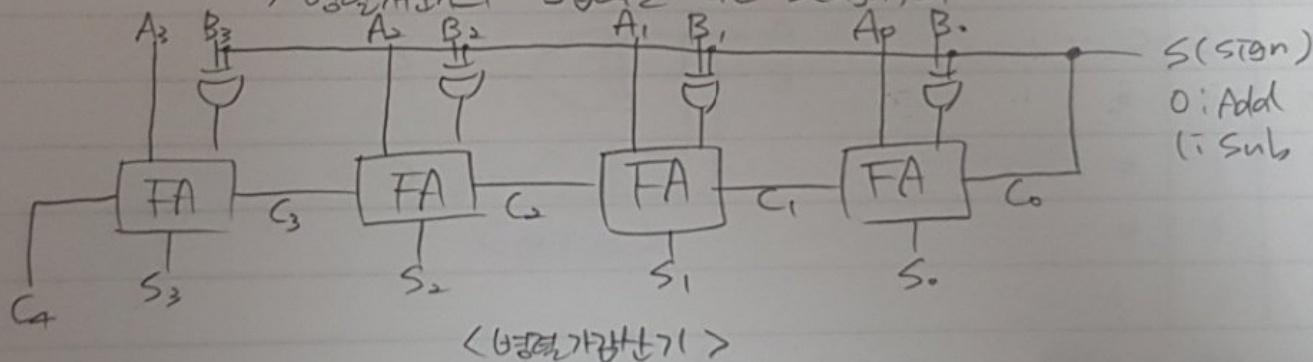 A3 B3 A2 B2 A1 B1 A0 B0 S(sign)
0:Add
1:Sub
FA C3 FA C2 FA C1 FA C0
C4 S3 S2 S1 S0
<병렬가감산기>